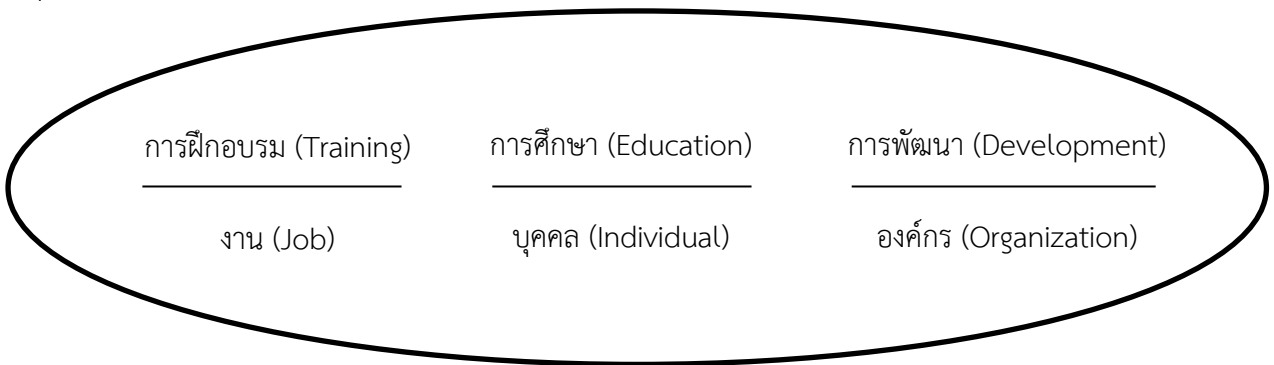 การฝึกอบรม (Training) การศึกษา (Education) การพัฒนา (Development)
งาน (Job) บุคคล (Individual) องค์กร (Organization)